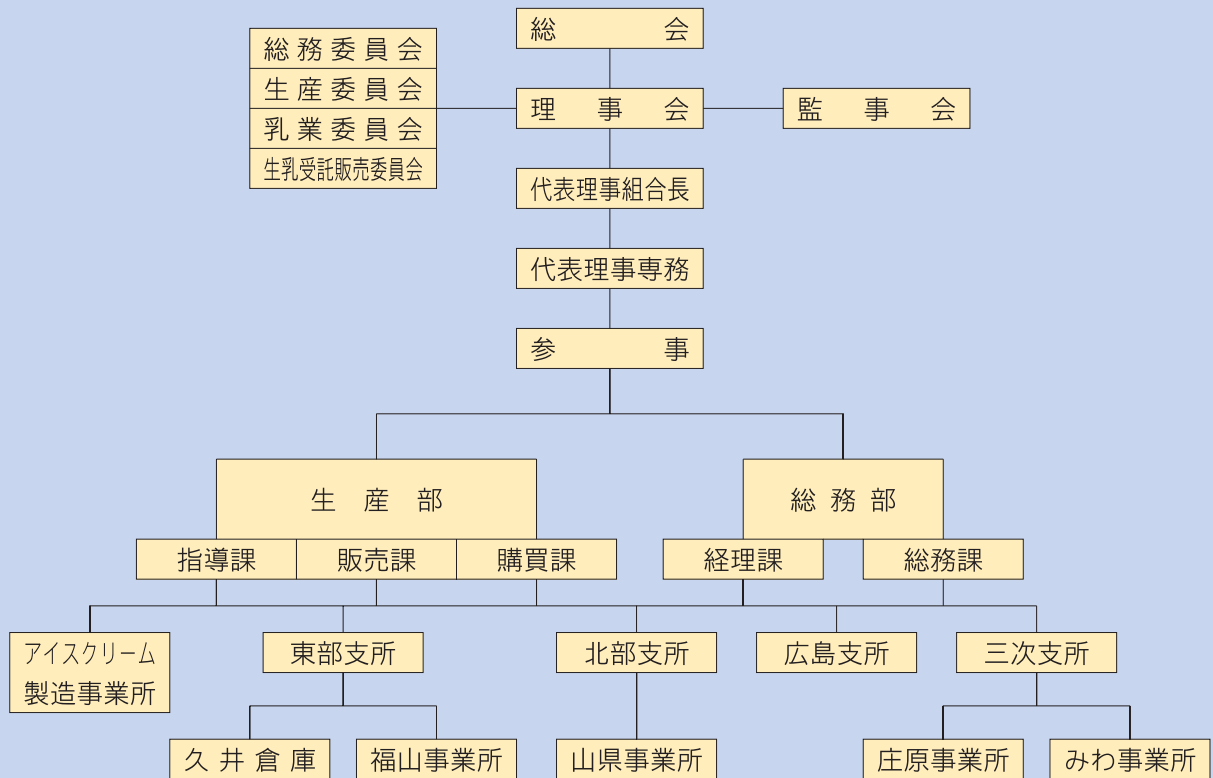 総会
総務委員会
生産委員会
乳業委員会
生乳受託販売委員会
理事会
監事会
代表理事組合長
代表理事専務
参事
生産部
総務部
指導課
販売課
購買課
経理課
総務課
アイスクリーム
製造事業所
東部支所
北部支所
広島支所
三次支所
久井倉庫
福山事業所
山県事業所
庄原事業所
みわ事業所